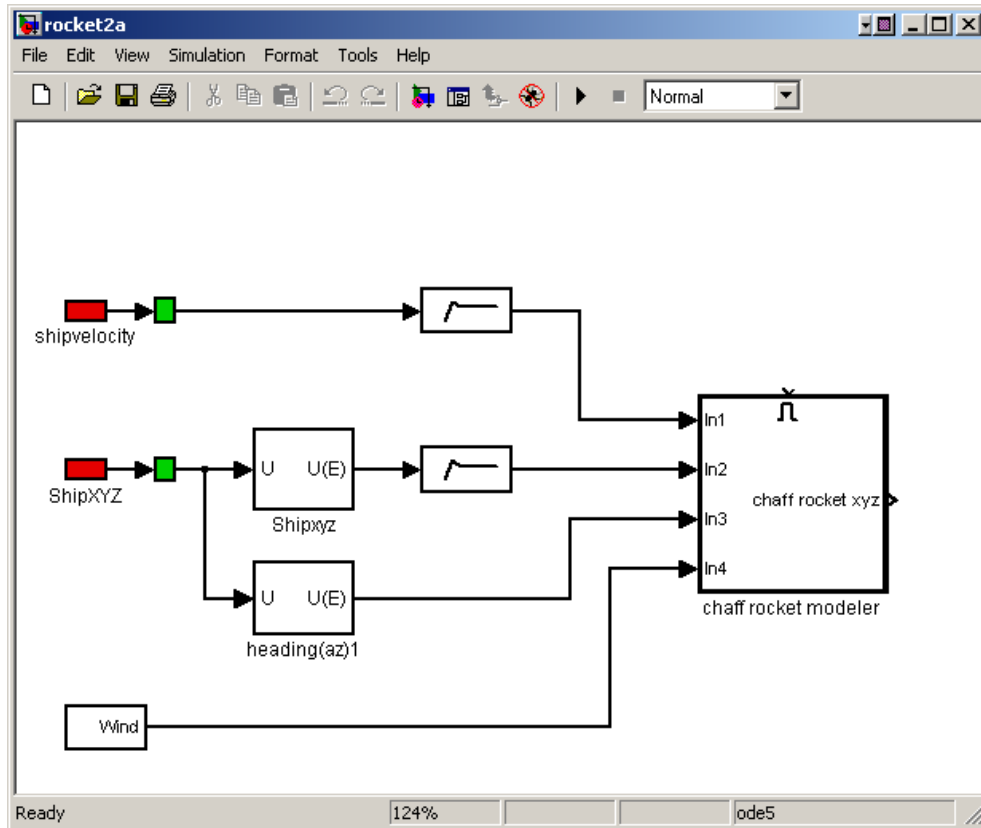 rocket2a
File Edit View Simulation Format Tools Help
Normal
shipvelocity
In1
U U(E)
In2
ShipXYZ
Shipxyz
chaff rocket xyz
In3
U U(E)
In4
chaff rocket modeler
heading(az)1
Wind
Ready 124% ode5